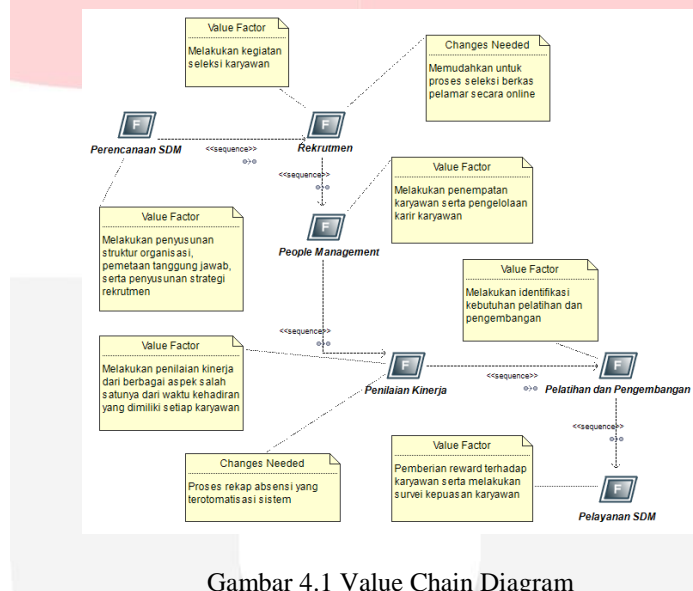 Value Factor
Melakukan kegiatan
seleksi karyawan
Changes Needed
Memudahkan untuk
proses seleksi berkas
pelamar secara online
F
Perencanaan SDM
<<sequence>>
F
Rekrutmen
<<sequence>>
Value Factor
Melakukan penempatan
karyawan serta pengelolaan
karir karyawan
Value Factor
Melakukan penyusunan
struktur organisasi,
pemetaan tanggung jawab,
serta penyusunan strategi
rekrutmen
F
People Management
Value Factor
Melakukan identifikasi
kebutuhan pelatihan dan
pengembangan
<<sequence>>
Value Factor
Melakukan penilaian kinerja
dari berbagai aspek salah
satunya dari waktu kehadiran
yang dimiliki setiap karyawan
F
Penilaian Kinerja
<<sequence>>
F
Pelatihan dan Pengembangan
<<sequence>>
Changes Needed
Proses rekap absensi yang
terotomatisasi sistem
Value Factor
Pemberian reward terhadap
karyawan serta melakukan
survei kepuasan karyawan
F
Pelayanan SDM
Gambar 4.1 Value Chain Diagram